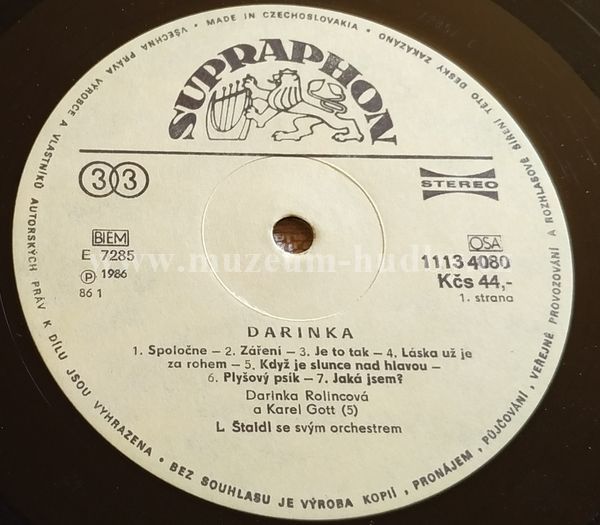 VŠECHNA PRÁVA VÝROBCE A VLASTNÍKŮ AUTORSKÝCH PRÁV K DÍLU JSOU VYHRAZENA • BEZ SOUHLASU JE VÝROBA KOPIÍ, PRONÁJEM, PŮJČOVÁNÍ, VEŘEJNÉ PROVOZOVÁNÍ A ROZHLASOVÉ ŠÍŘENÍ TÉTO DESKY ZAKÁZÁNO • MADE IN CZECHOSLOVAKIA •
SUPRAPHON
33
STEREO
BIEM
OSA
E 7285
1113 4080
Ⓟ 1986
Kčs 44,-
86 1
1. strana
DARINKA
1. Spoločne – 2. Záření – 3. Je to tak – 4. Láska už je
za rohem – 5. Když je slunce nad hlavou –
6. Plyšový psík – 7. Jaká jsem?
Darinka Rolincová
a Karel Gott (5)
L. Štaidl se svým orchestrem